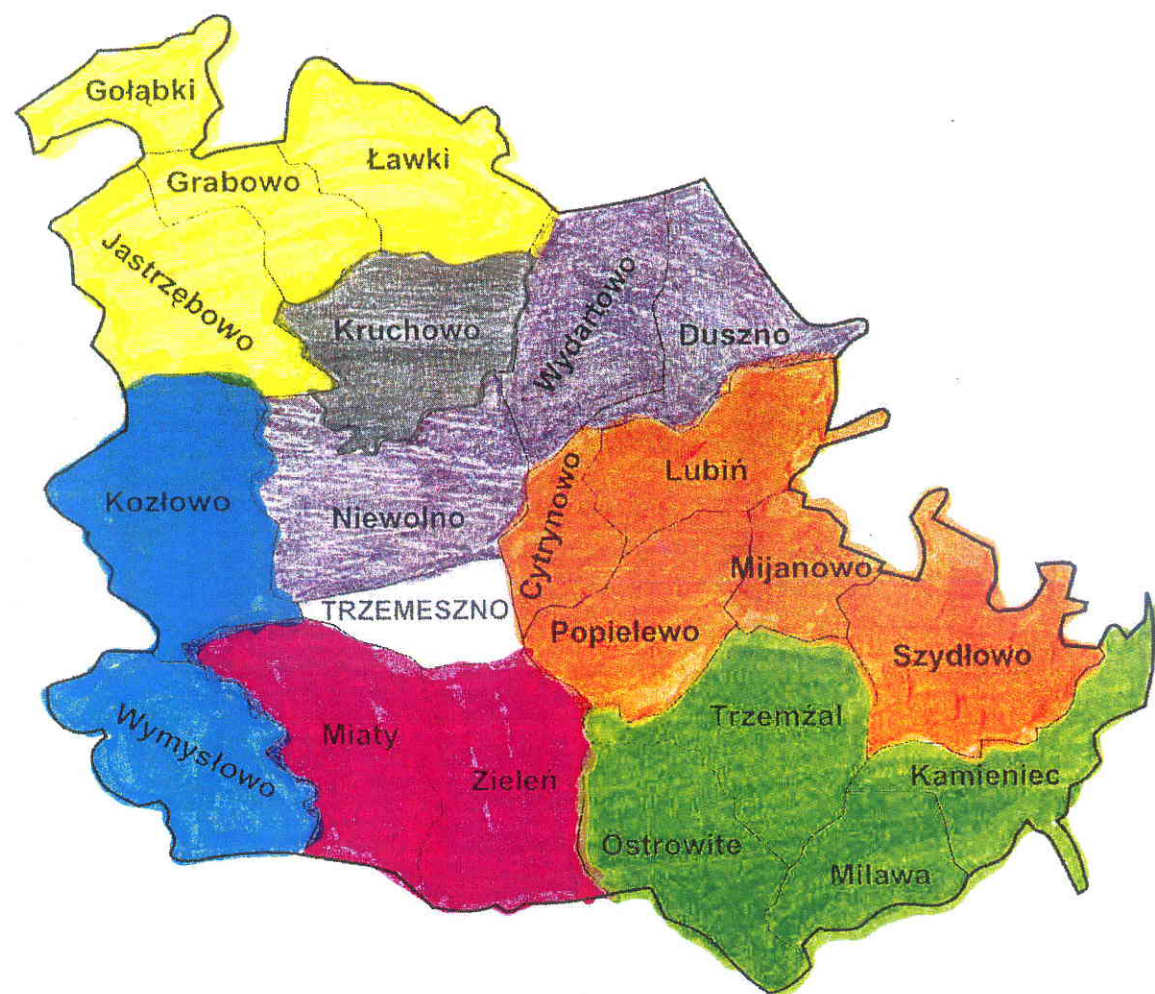 Gołąbki
Ławki
Grabowo
Jastrzębowo
Kruchowo
Wydartowo
Duszno
Kozłowo
Niewolno
Cytrynowo
Lubiń
Mijanowo
TRZEMESZNO
Popielewo
Szydłowo
Wymysłowo
Miaty
Trzemżal
Zieleń
Kamieniec
Ostrowite
Milawa